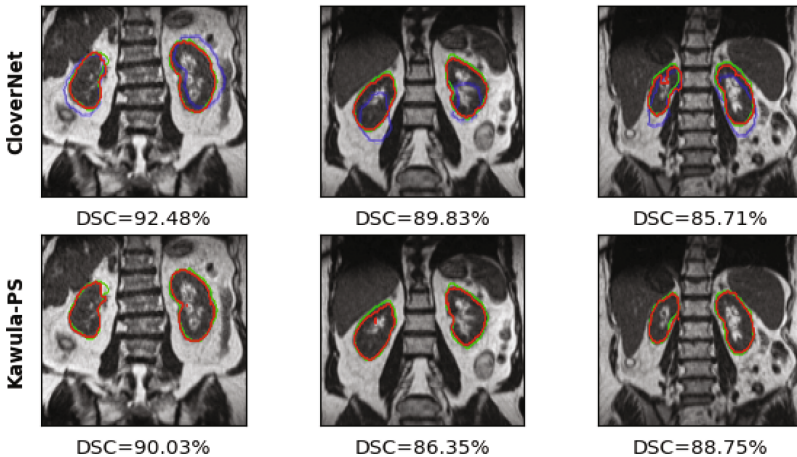 CloverNet
DSC=92.48%
DSC=89.83%
DSC=85.71%
Kawula-PS
DSC=90.03%
DSC=86.35%
DSC=88.75%